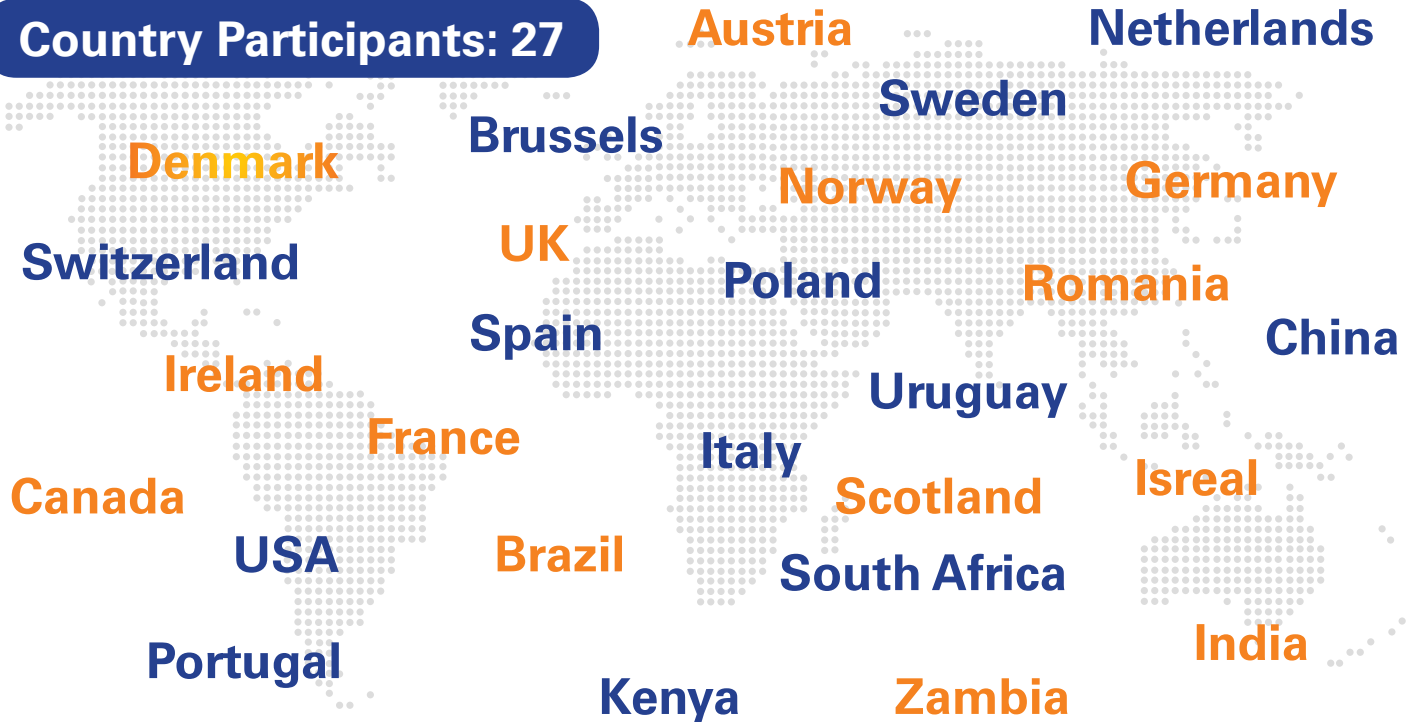 Country Participants: 27
Austria
Netherlands
Sweden
Brussels
Denmark
Norway
Germany
UK
Switzerland
Poland
Romania
Spain
China
Ireland
Uruguay
France
Italy
Isreal
Canada
Scotland
USA
Brazil
South Africa
India
Portugal
Kenya
Zambia